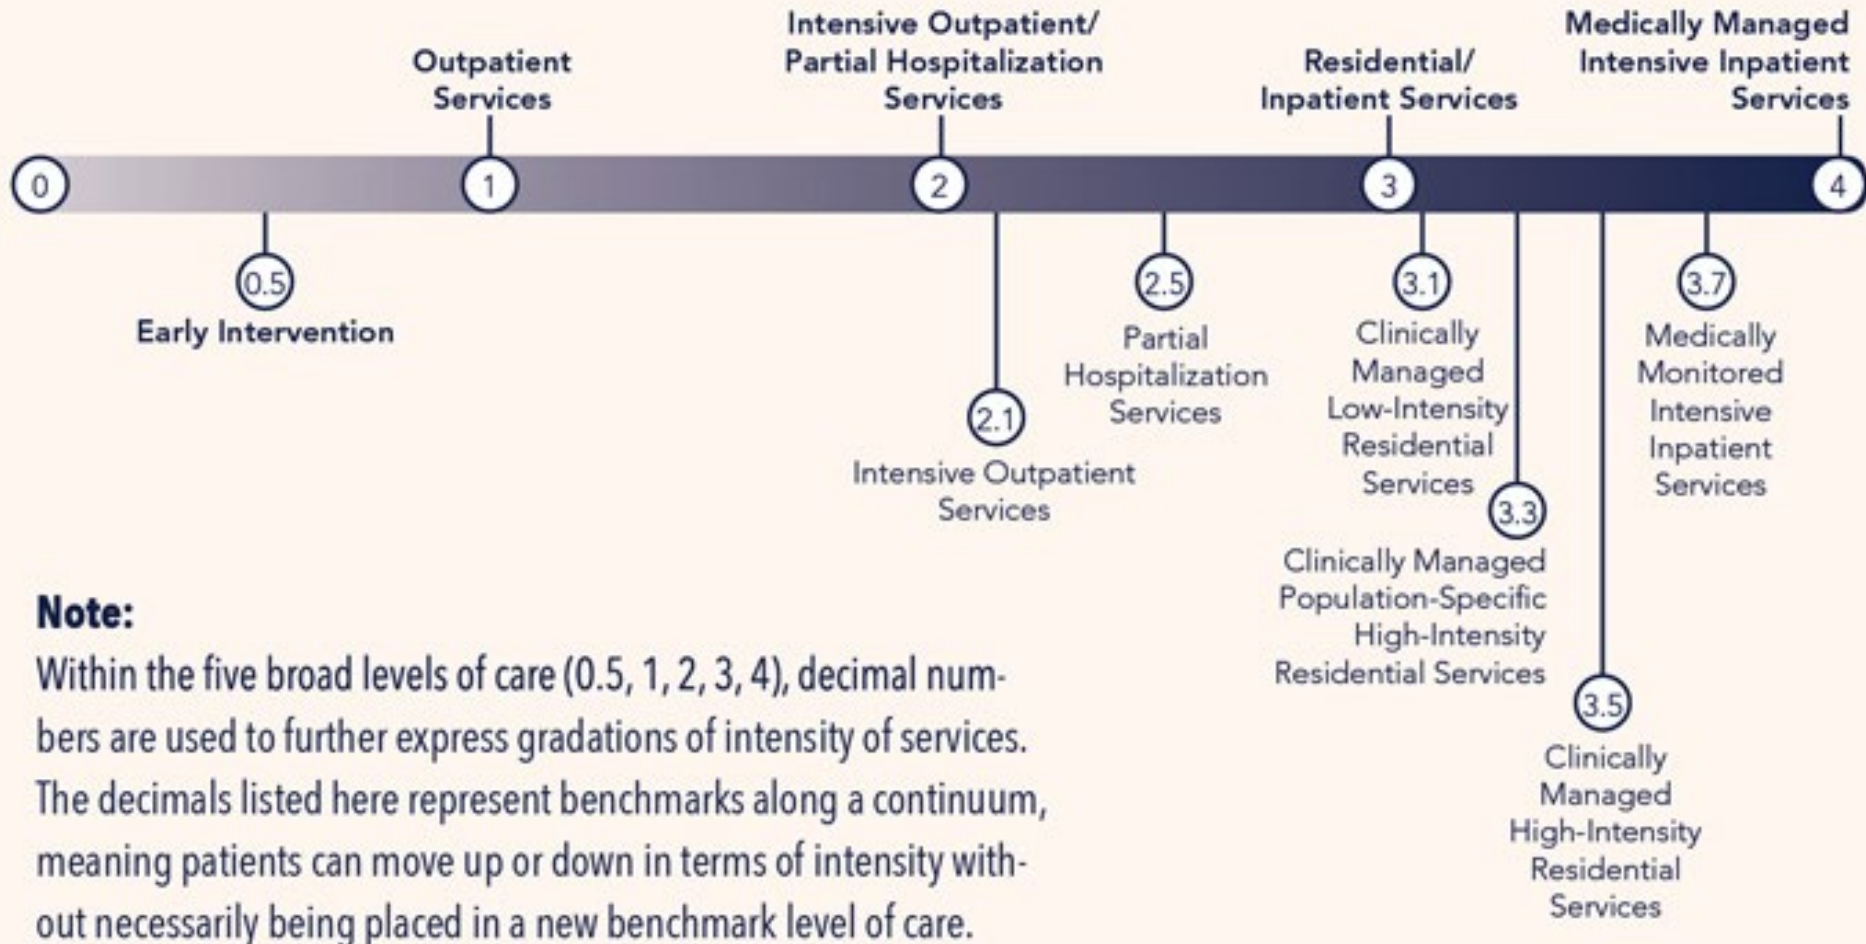 Outpatient
Services
Intensive Outpatient/
Partial Hospitalization
Services
Residential/
Inpatient Services
Medically Managed
Intensive Inpatient
Services
0
1
2
3
4
0.5
Early Intervention
2.1
Intensive Outpatient
Services
2.5
Partial
Hospitalization
Services
3.1
Clinically
Managed
Low-Intensity
Residential
Services
3.3
Clinically Managed
Population-Specific
High-Intensity
Residential Services
3.5
Clinically
Managed
High-Intensity
Residential
Services
3.7
Medically
Monitored
Intensive
Inpatient
Services
Note:
Within the five broad levels of care (0.5, 1, 2, 3, 4), decimal num-
bers are used to further express gradations of intensity of services.
The decimals listed here represent benchmarks along a continuum,
meaning patients can move up or down in terms of intensity with-
out necessarily being placed in a new benchmark level of care.